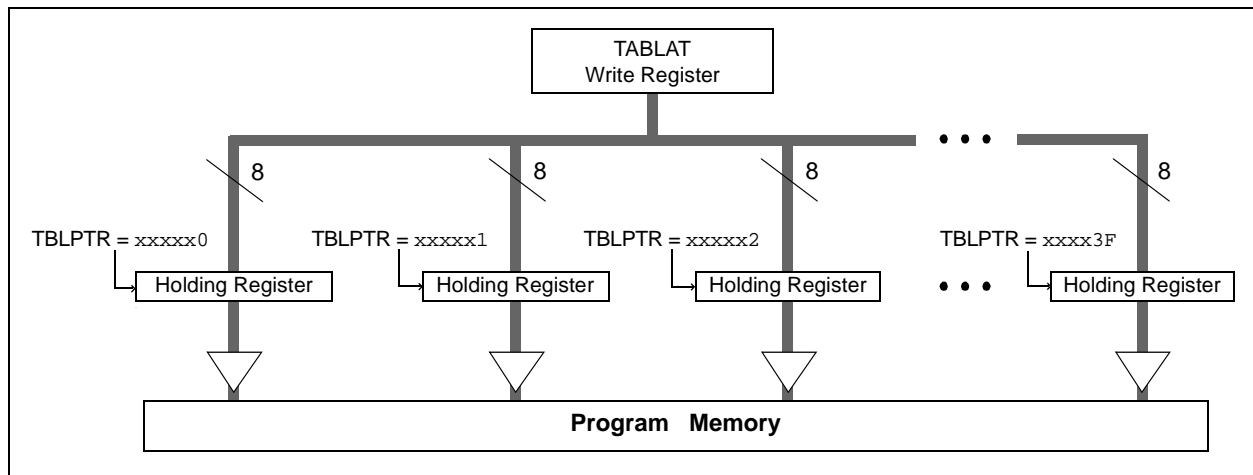 TABLAT
Write Register
8
8
8
8
TBLPTR = xxxxx0
TBLPTR = xxxxx1
TBLPTR = xxxxx2
TBLPTR = xxxx3F
Holding Register
Holding Register
Holding Register
Holding Register
Program Memory